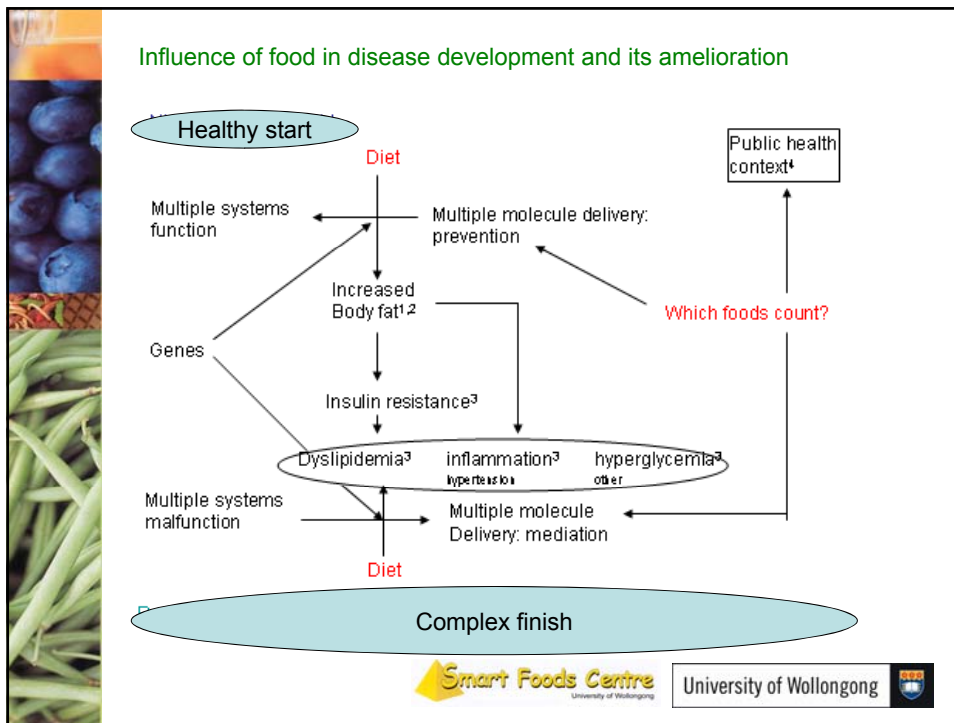 Influence of food in disease development and its amelioration
Healthy start
Diet
Public health
context⁴
Multiple systems
function
Multiple molecule delivery:
prevention
Increased
Body fat¹,²
Which foods count?
Genes
Insulin resistance³
Dyslipidemia³ inflammation³ hyperglycemia³
hypertension other
Multiple systems
malfunction
Multiple molecule
Delivery: mediation
Diet
Complex finish
Smart Foods Centre
University of Wollongong
University of Wollongong